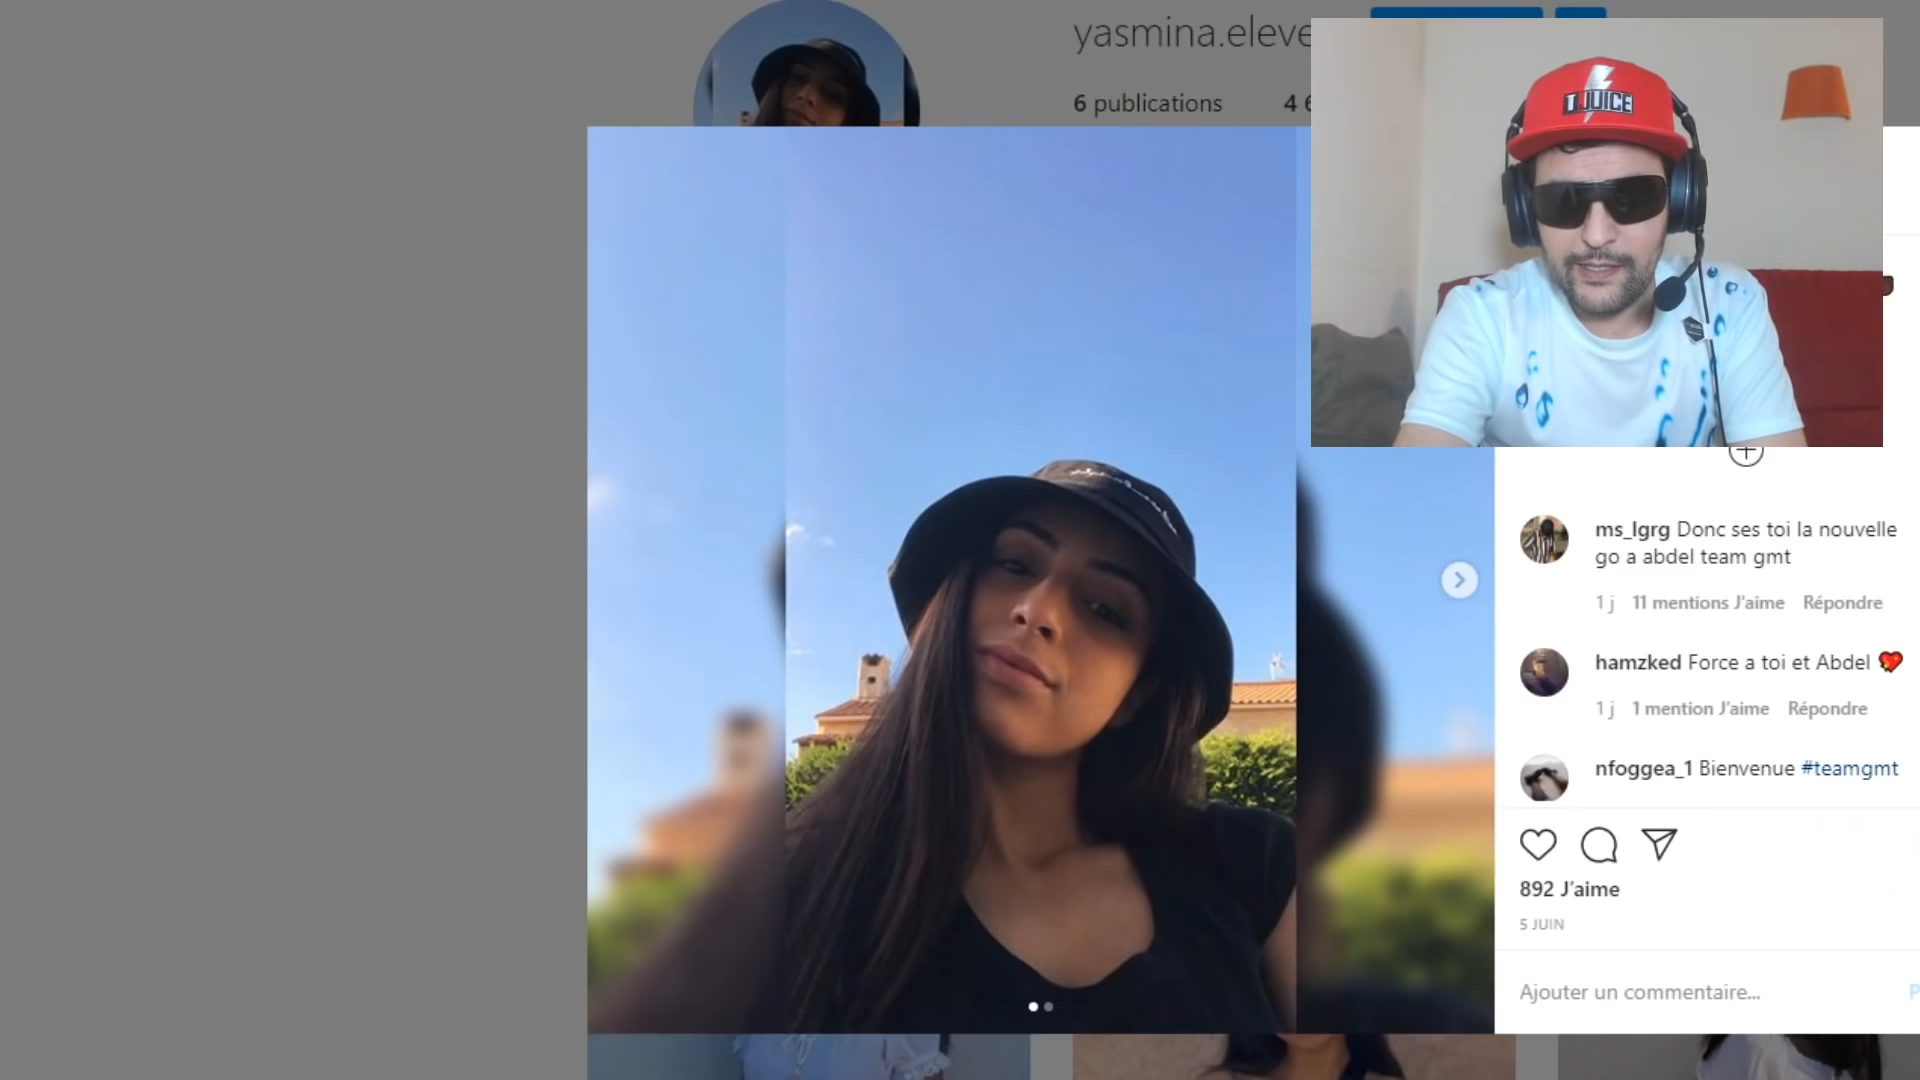 yasmina.eleve
6 publications 4 6
TJUICE
ms_lgrg Donc ses toi la nouvelle
go a abdel team gmt
1 j 11 mentions J'aime Répondre
hamzked Force a toi et Abdel 💝
1 j 1 mention J'aime Répondre
nfoggea_1 Bienvenue #teamgmt
892 J'aime
5 JUIN
Ajouter un commentaire...
P